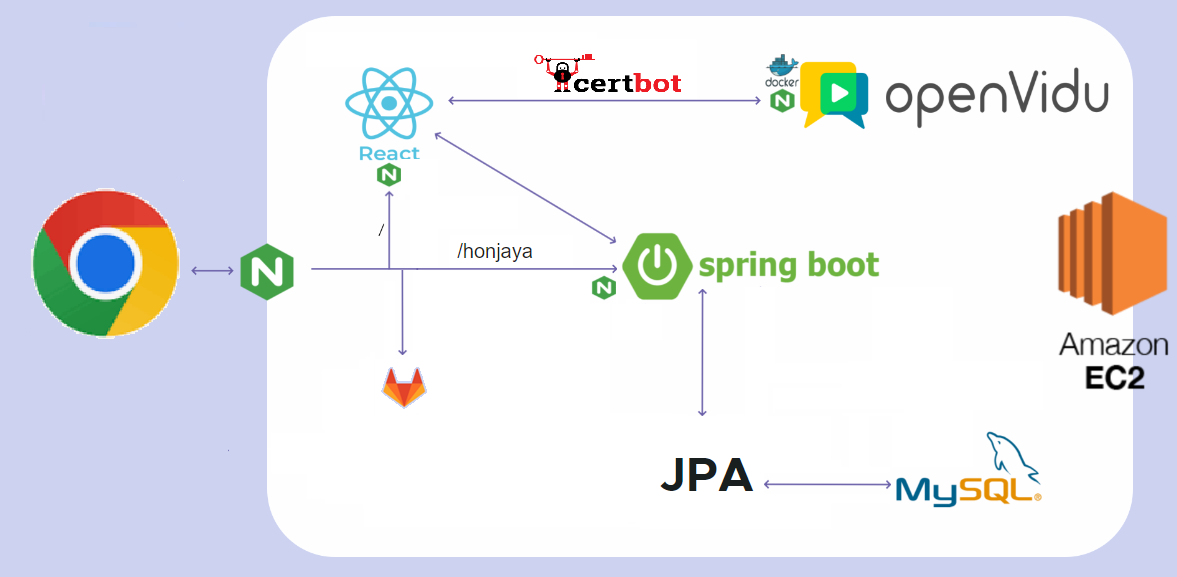 certbot
docker
openVidu
React
/
/honjaya
N
N
N
N
spring boot
Amazon
EC2
JPA
MySQL®